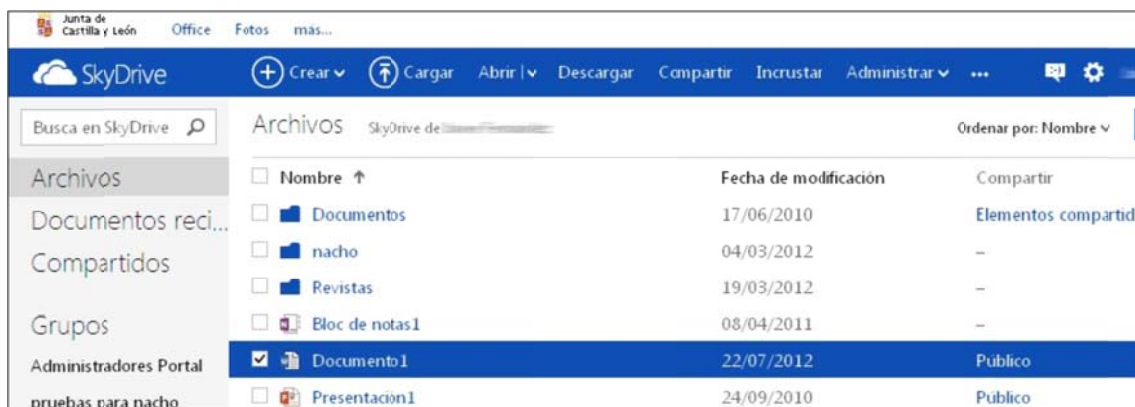 Junta de
Castilla y León Office Fotos más...
SkyDrive Crear Cargar Abrir Descargar Compartir Incrustar Administrar ...
Busca en SkyDrive Archivos SkyDrive de Ordenar por: Nombre
Archivos Nombre Fecha de modificación Compartir
Documentos reci... Documentos 17/06/2010 Elementos compartid
nacho 04/03/2012 –
Compartidos
Revistas 19/03/2012 –
Grupos Bloc de notas1 08/04/2011 –
Administradores Portal Documento1 22/07/2012 Público
pruebas para nacho Presentación1 24/09/2010 Público